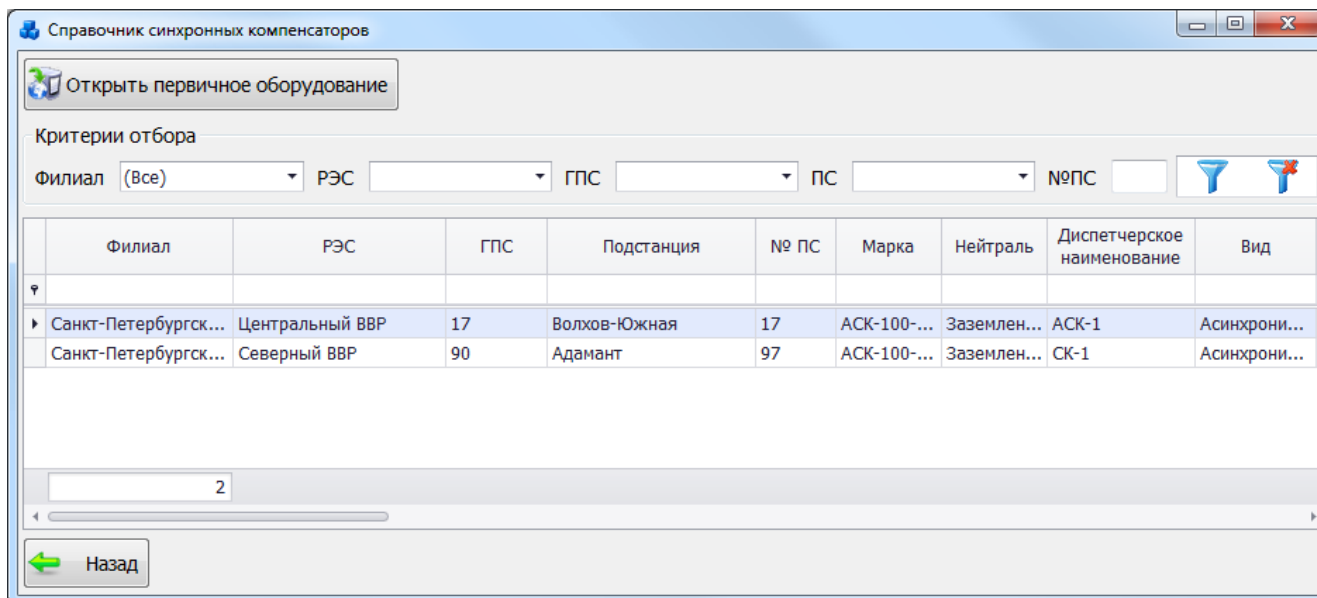 Справочник синхронных компенсаторов
Открыть первичное оборудование
Критерии отбора
Филиал (Все) РЭС ГПС ПС №ПС
Филиал РЭС ГПС Подстанция № ПС Марка Нейтраль Диспетчерское наименование Вид
Санкт-Петербургск... Центральный ВВР 17 Волхов-Южная 17 АСК-100-... Заземлен... АСК-1 Асинхрони...
Санкт-Петербургск... Северный ВВР 90 Адамант 97 АСК-100-... Заземлен... СК-1 Асинхрони...
2
Назад